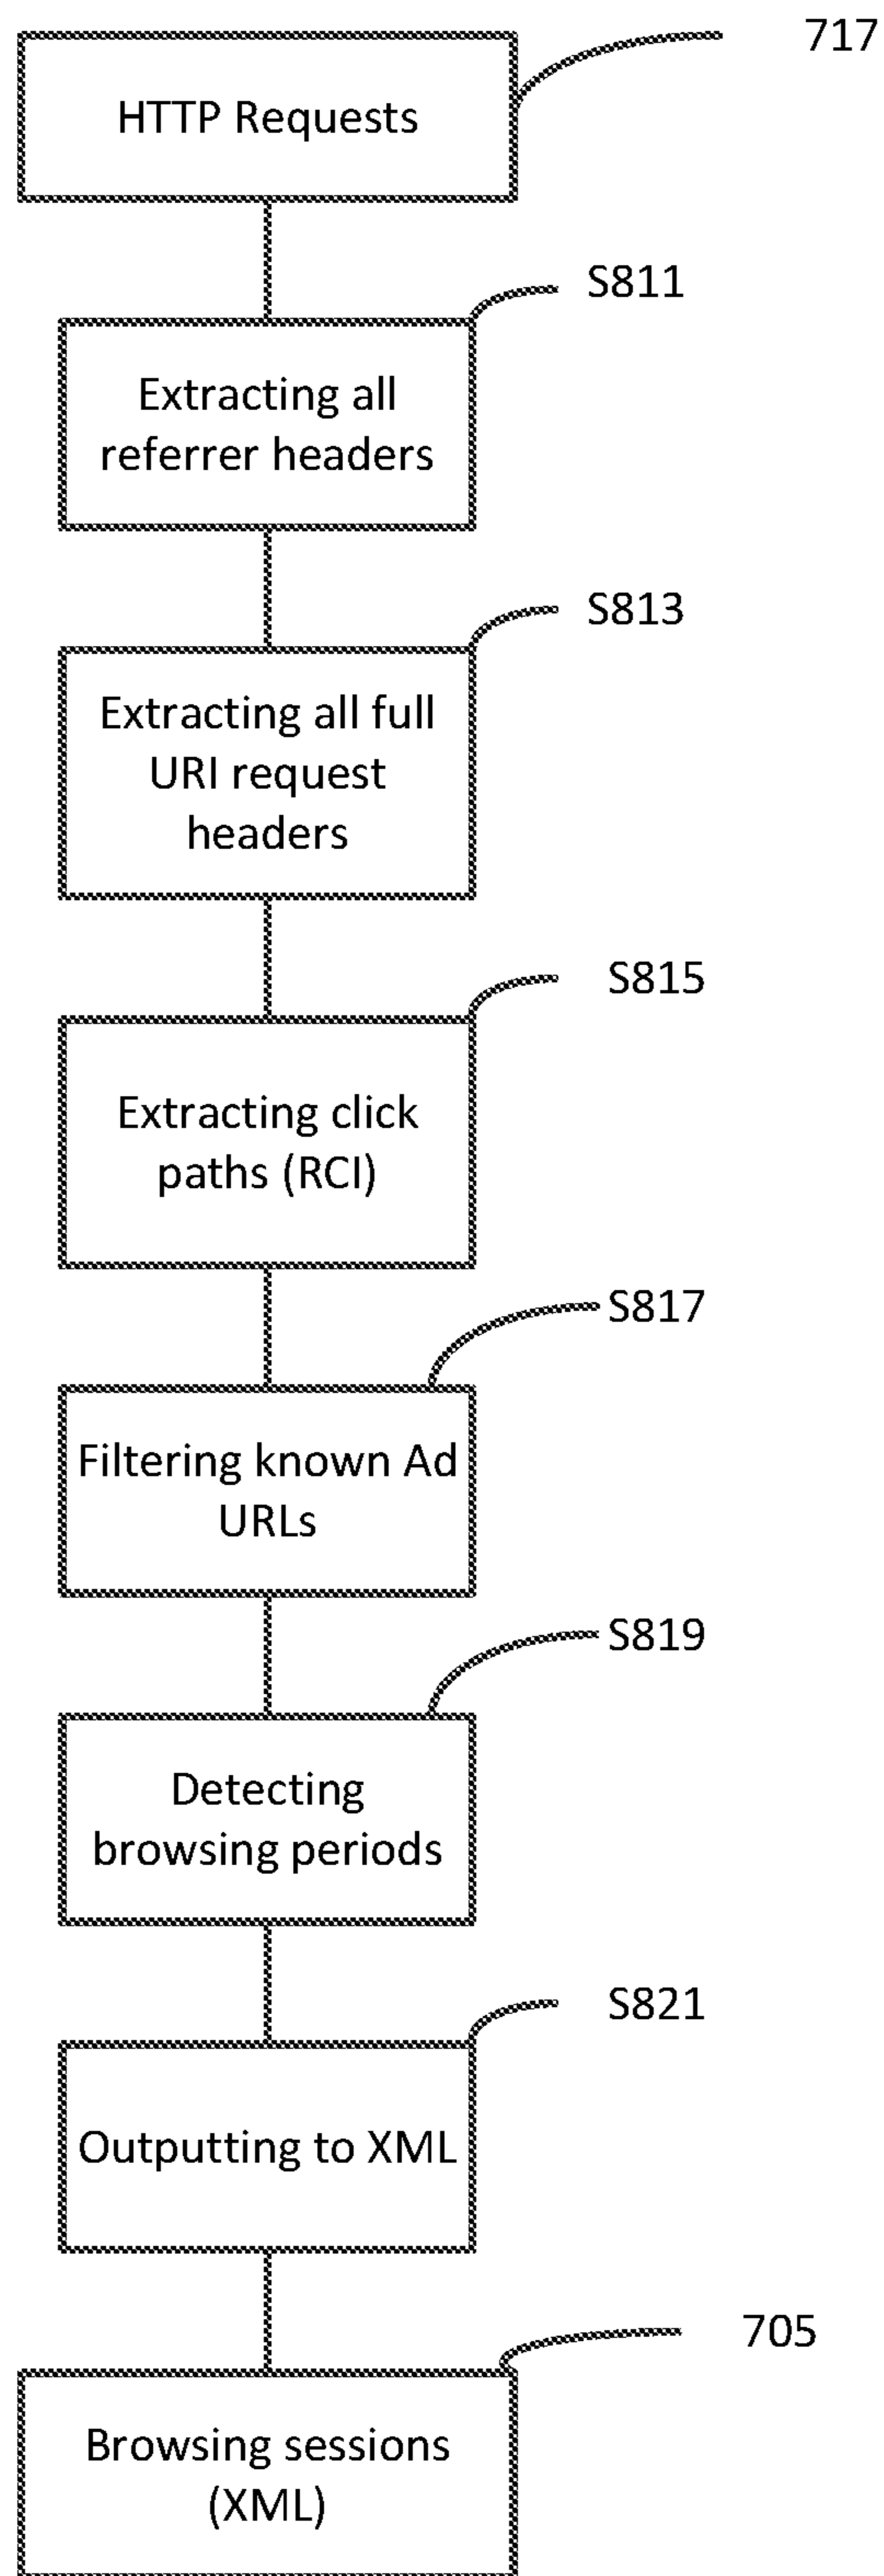 717
HTTP Requests
S811
Extracting all
referrer headers
S813
Extracting all full
URI request
headers
S815
Extracting click
paths (RCI)
S817
Filtering known Ad
URLs
S819
Detecting
browsing periods
S821
Outputting to XML
705
Browsing sessions
(XML)